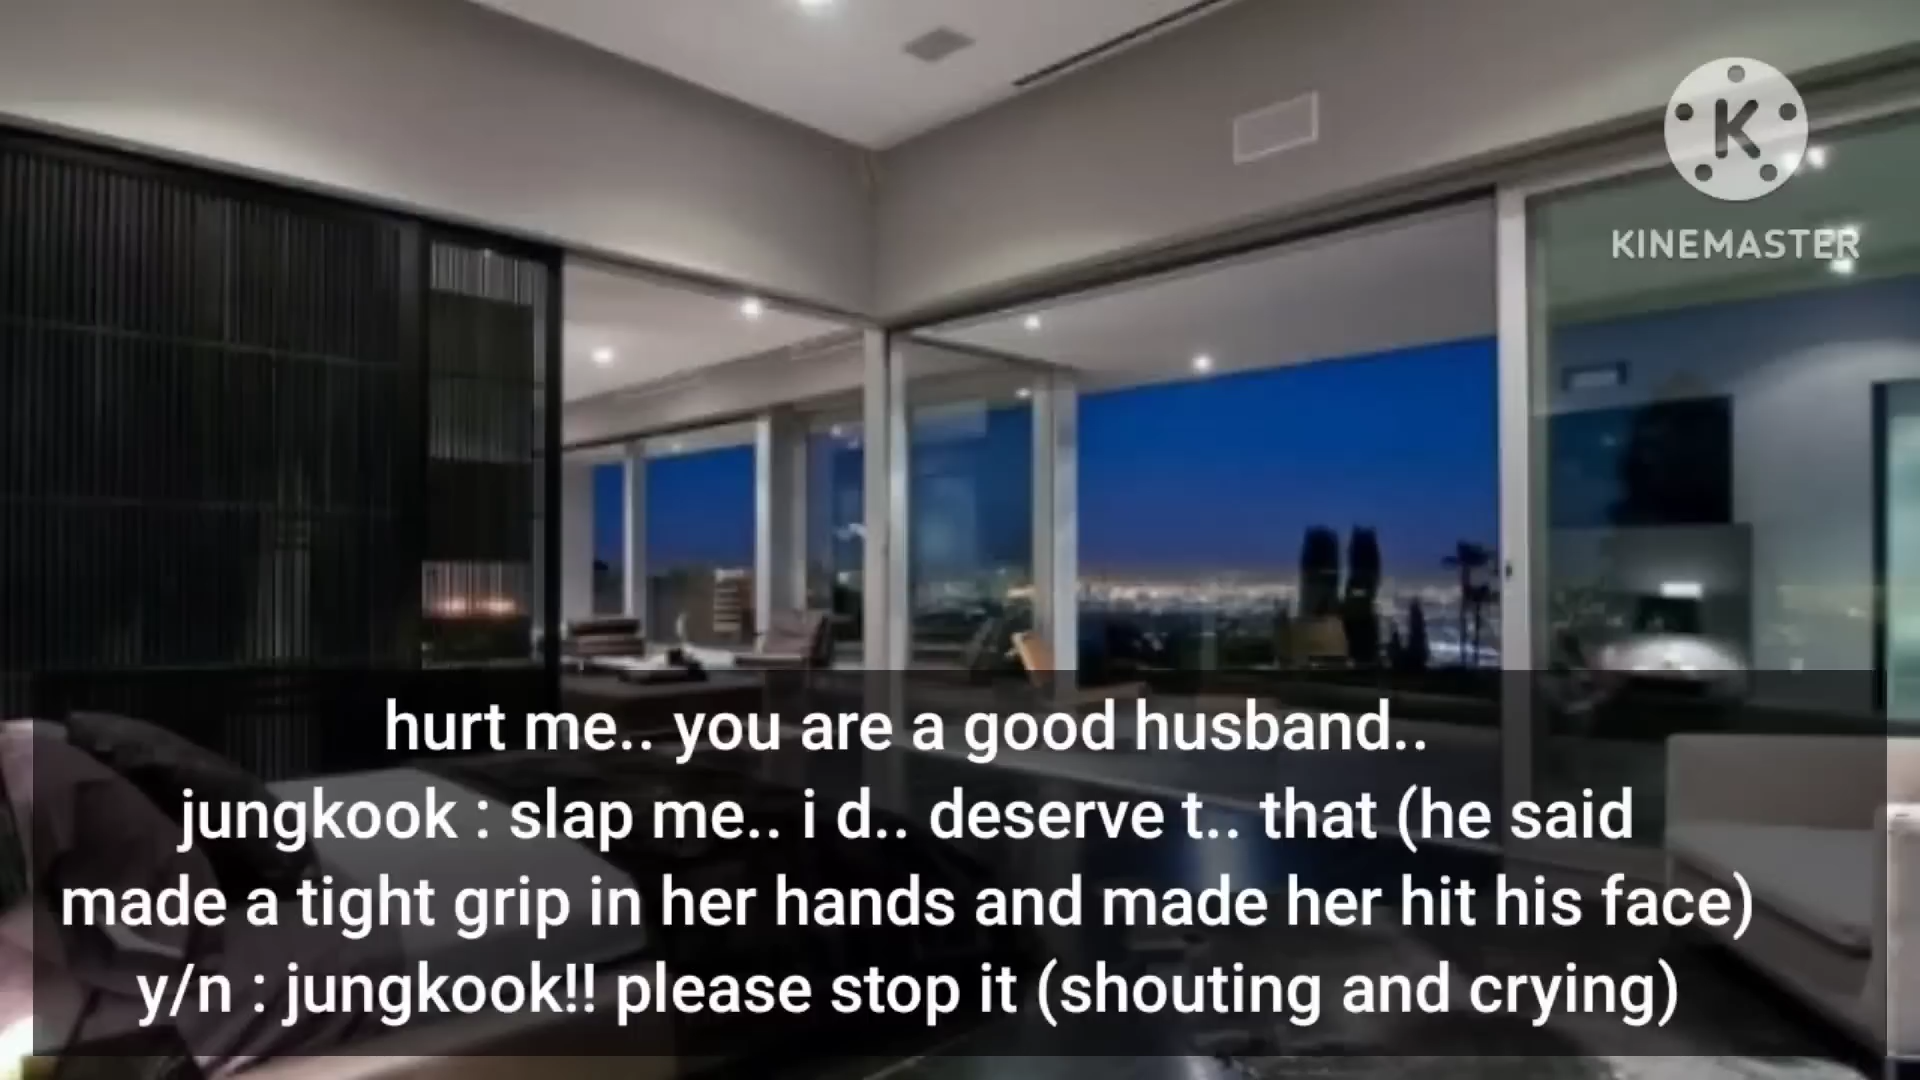 K
KINEMASTER
hurt me.. you are a good husband..
jungkook : slap me.. i d.. deserve t.. that (he said
made a tight grip in her hands and made her hit his face)
y/n : jungkook!! please stop it (shouting and crying)